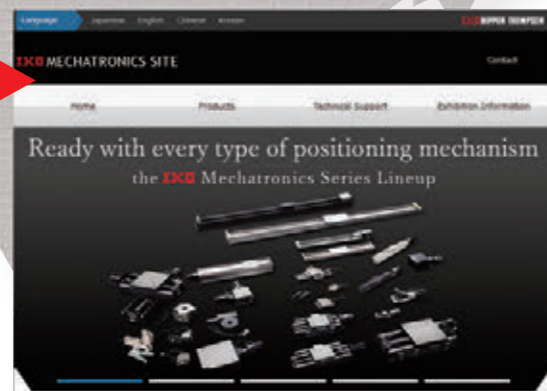 Language Japanese English Chinese Korean IKO NIPPON THOMPSON
IKO MECHATRONICS SITE Contact
Home Products Technical Support Exhibition Information
Ready with every type of positioning mechanism
the IKO Mechatronics Series Lineup